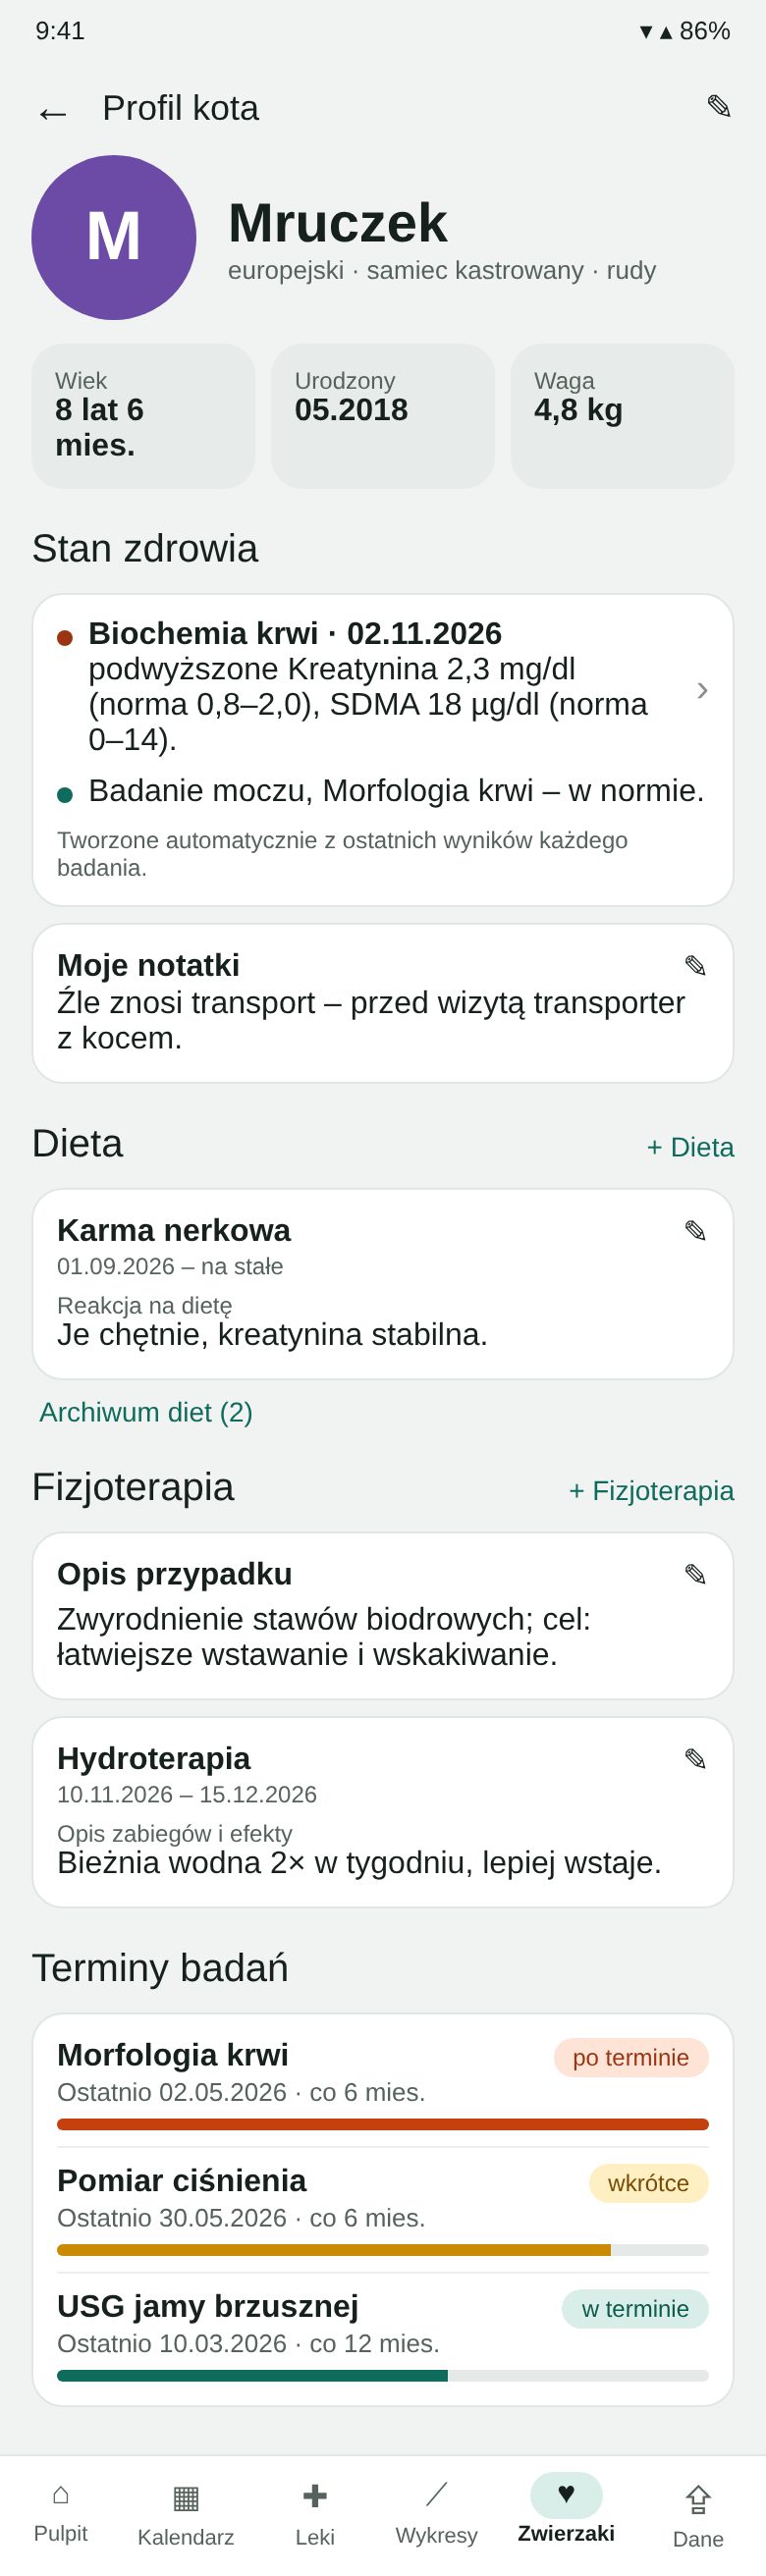 9:41
▾ ▴ 86%
← Profil kota ✎
M
Mruczek
europejski · samiec kastrowany · rudy
Wiek
8 lat 6
mies.
Urodzony
05.2018
Waga
4,8 kg
Stan zdrowia
Biochemia krwi · 02.11.2026
podwyższone Kreatynina 2,3 mg/dl
(norma 0,8–2,0), SDMA 18 µg/dl (norma
0–14).
›
Badanie moczu, Morfologia krwi – w normie.
Tworzone automatycznie z ostatnich wyników każdego
badania.
Moje notatki ✎
Źle znosi transport – przed wizytą transporter
z kocem.
Dieta
+ Dieta
Karma nerkowa ✎
01.09.2026 – na stałe
Reakcja na dietę
Je chętnie, kreatynina stabilna.
Archiwum diet (2)
Fizjoterapia
+ Fizjoterapia
Opis przypadku ✎
Zwyrodnienie stawów biodrowych; cel:
łatwiejsze wstawanie i wskakiwanie.
Hydroterapia ✎
10.11.2026 – 15.12.2026
Opis zabiegów i efekty
Bieżnia wodna 2× w tygodniu, lepiej wstaje.
Terminy badań
Morfologia krwi
po terminie
Ostatnio 02.05.2026 · co 6 mies.
Pomiar ciśnienia
wkrótce
Ostatnio 30.05.2026 · co 6 mies.
USG jamy brzusznej
w terminie
Ostatnio 10.03.2026 · co 12 mies.
Pulpit
Kalendarz
Leki
Wykresy
Zwierzaki
Dane